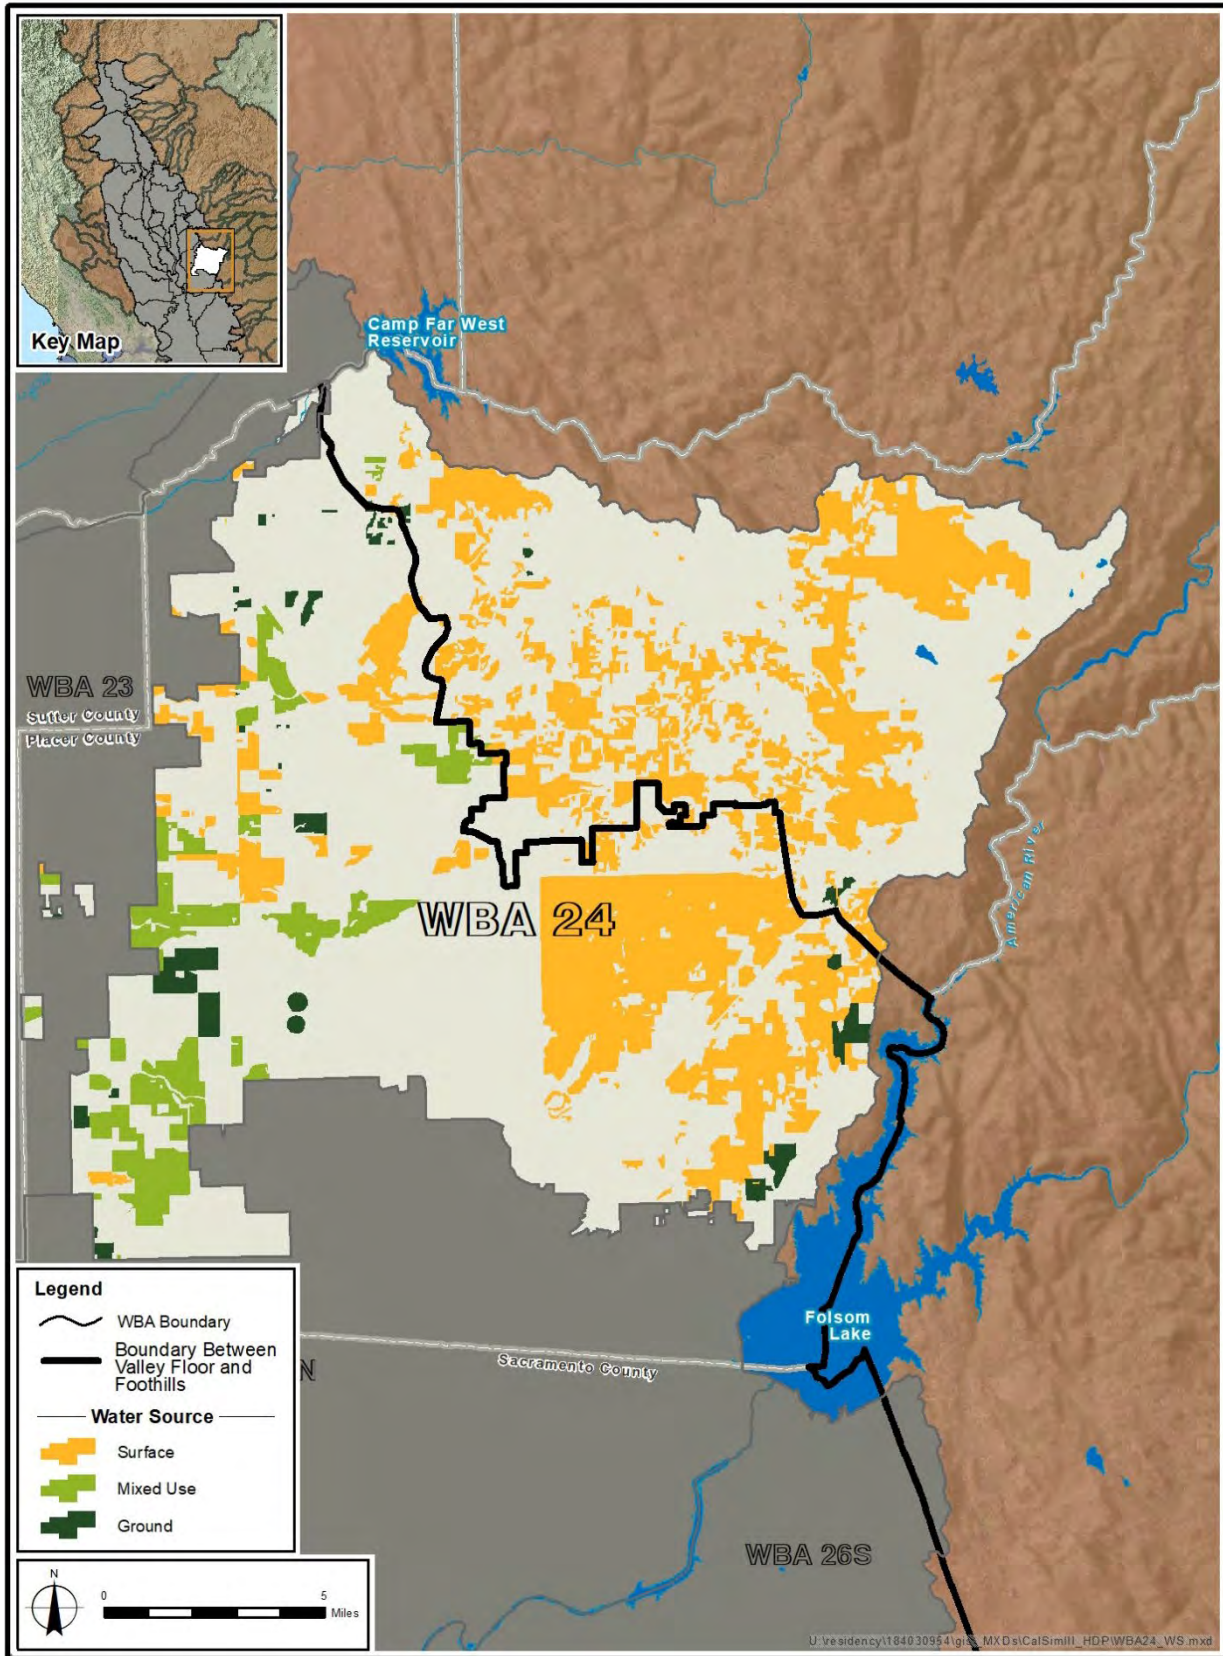 Key Map
Camp Far West
Reservoir
WBA 23
Sutter County
Placer County
WBA 24
American River
Folsom
Lake
Sacramento County
WBA 26S
N
Legend
WBA Boundary
Boundary Between
Valley Floor and
Foothills
Water Source
Surface
Mixed Use
Ground
N
0
5
Miles